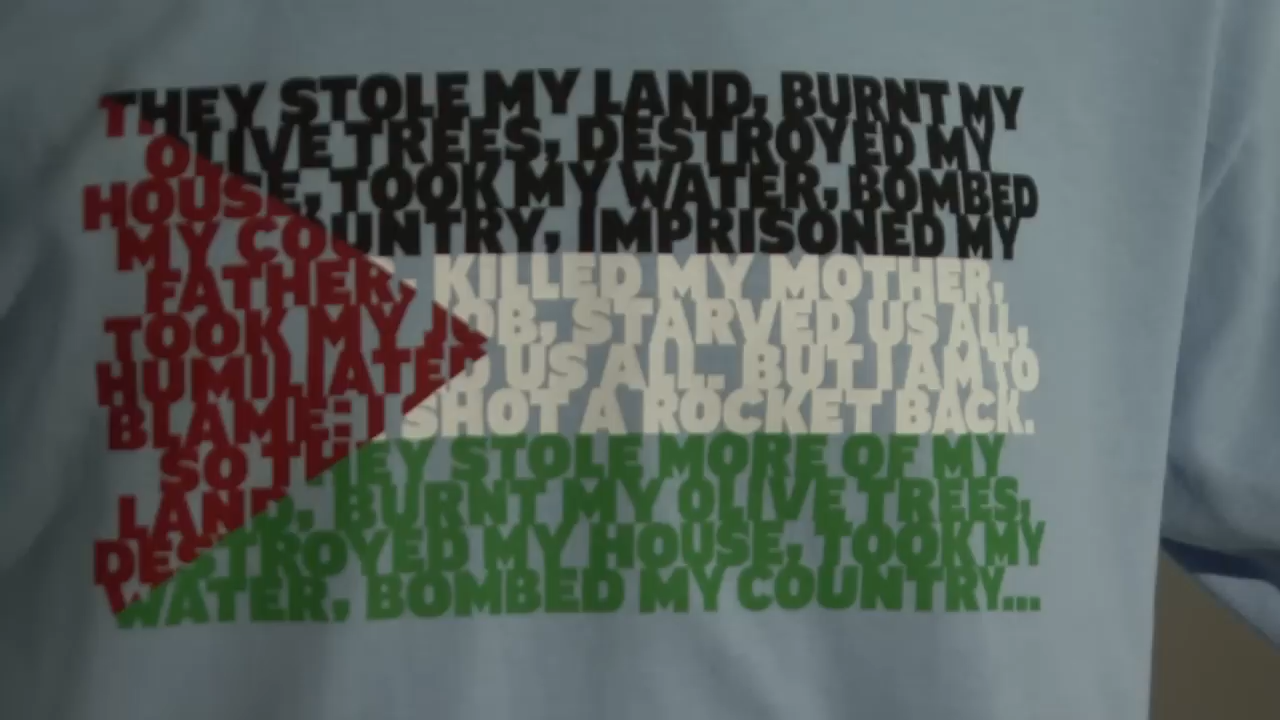 THEY STOLE MY LAND, BURNT MY
OLIVE TREES, DESTROYED MY
HOUSE, TOOK MY WATER, BOMBED
MY COUNTRY, IMPRISONED MY
FATHER, KILLED MY MOTHER,
TOOK MY JOB, STARVED US ALL,
HUMILIATED US ALL. BUT I AM TO
BLAME: I SHOT A ROCKET BACK.
SO THEY STOLE MORE OF MY
LAND, BURNT MY OLIVE TREES,
DESTROYED MY HOUSE, TOOK MY
WATER, BOMBED MY COUNTRY...